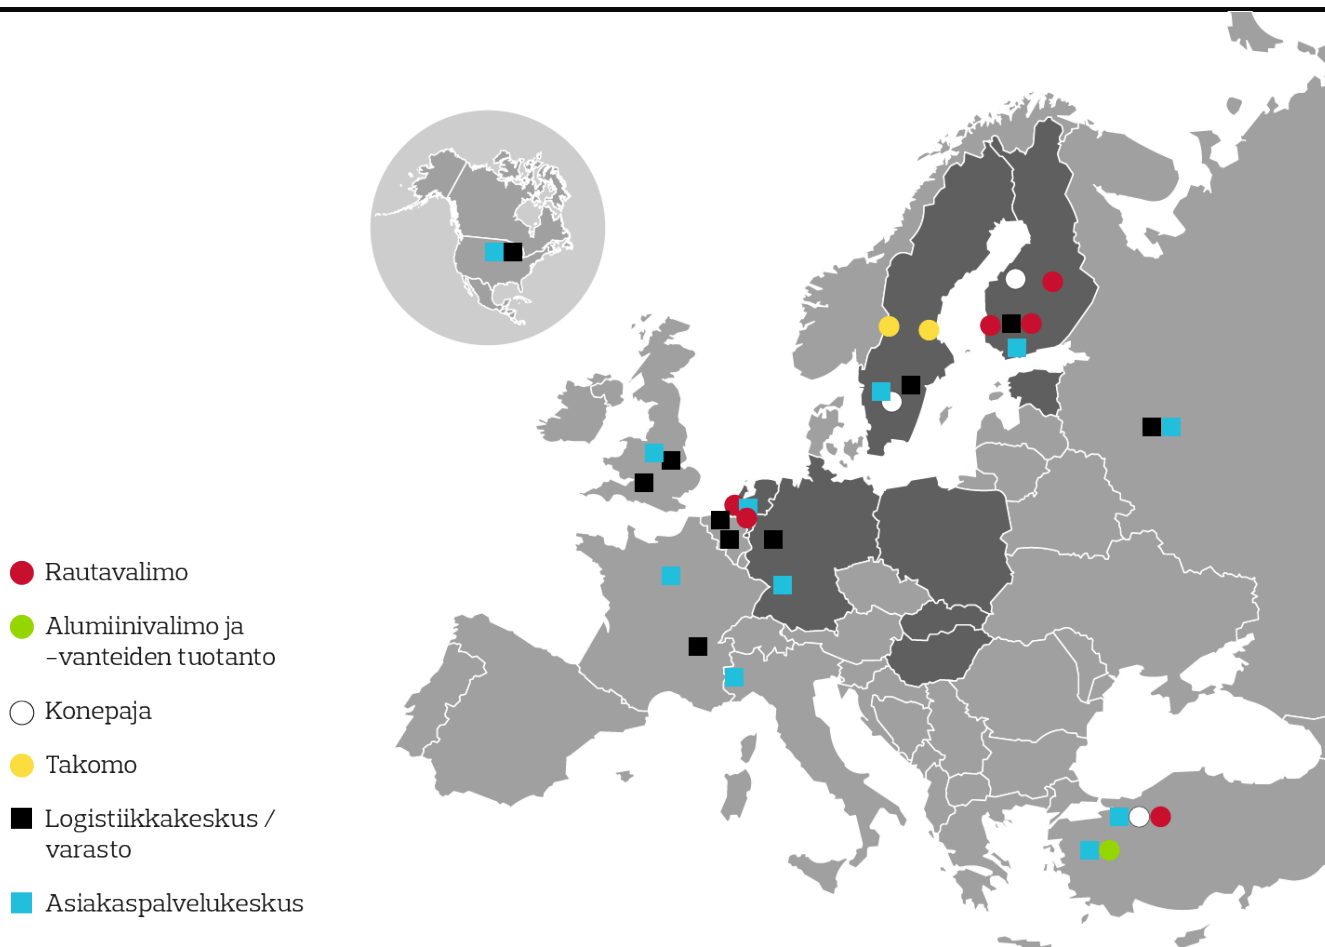 Rautavalimo
Alumiinivalimo ja
–vanteiden tuotanto
Konepaja
Takomo
Logistiikkakeskus /
varasto
Asiakaspalvelukeskus